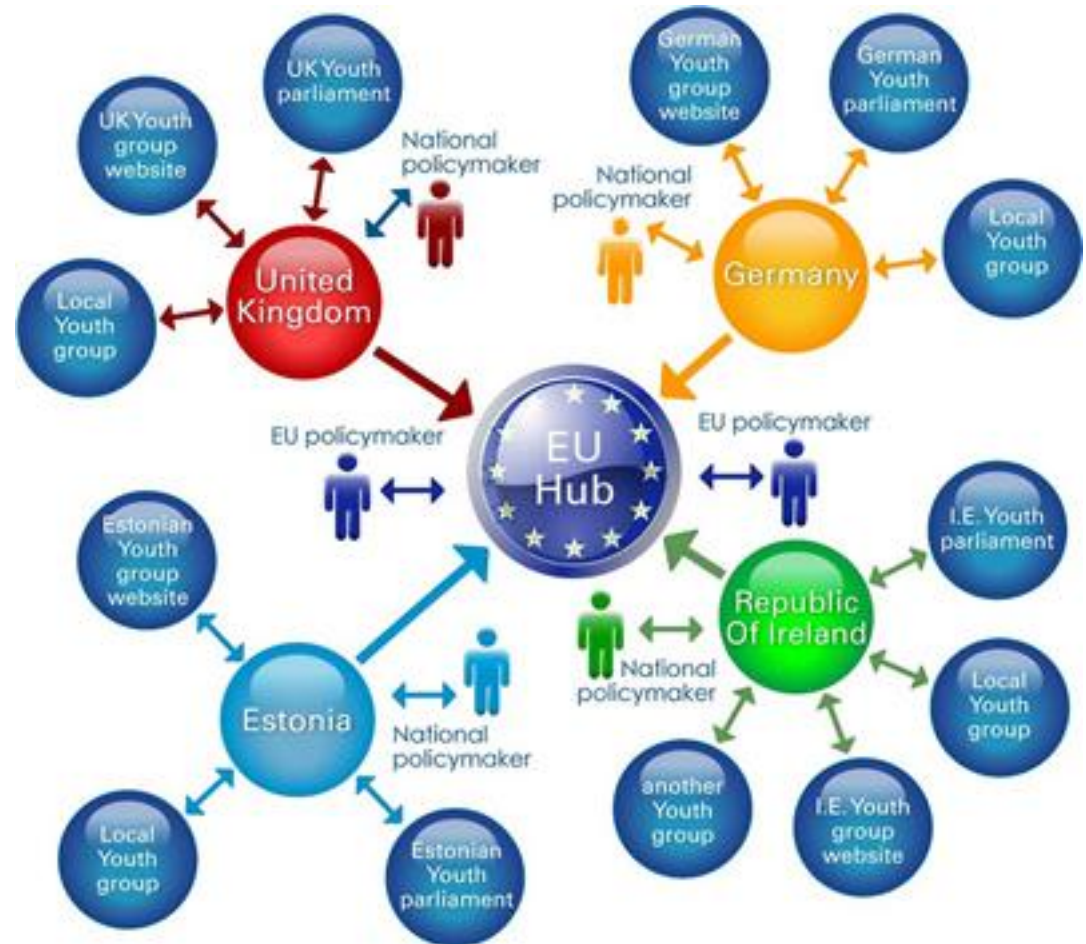 UK Youth
parliament
UK Youth
group
website
National
policymaker
Local
Youth
group
United
Kingdom
German
Youth
group
website
German
Youth
parliament
National
policymaker
Local
Youth
group
Germany
EU policymaker
EU
Hub
EU policymaker
Estonian
Youth
group
website
Estonia
National
policymaker
Local
Youth
group
Estonian
Youth
parliament
I.E. Youth
parliament
Republic
Of Ireland
National
policymaker
Local
Youth
group
another
Youth
group
I.E. Youth
group
website